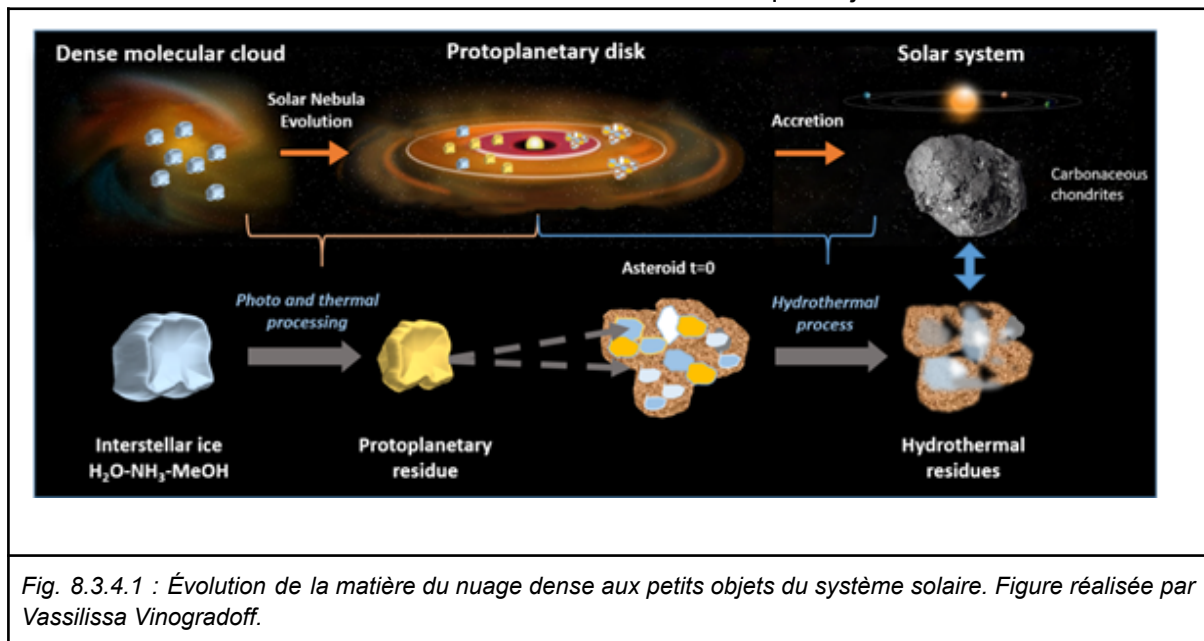 Dense molecular cloud
Protoplanetary disk
Solar system
Solar Nebula
Evolution
Accretion
Carbonaceous
chondrites
Asteroid t=0
Photo and thermal
processing
Hydrothermal
process
Interstellar ice
H₂O-NH₃-MeOH
Protoplanetary
residue
Hydrothermal
residues
Fig. 8.3.4.1 : Évolution de la matière du nuage dense aux petits objets du système solaire. Figure réalisée par
Vassilissa Vinogradoff.